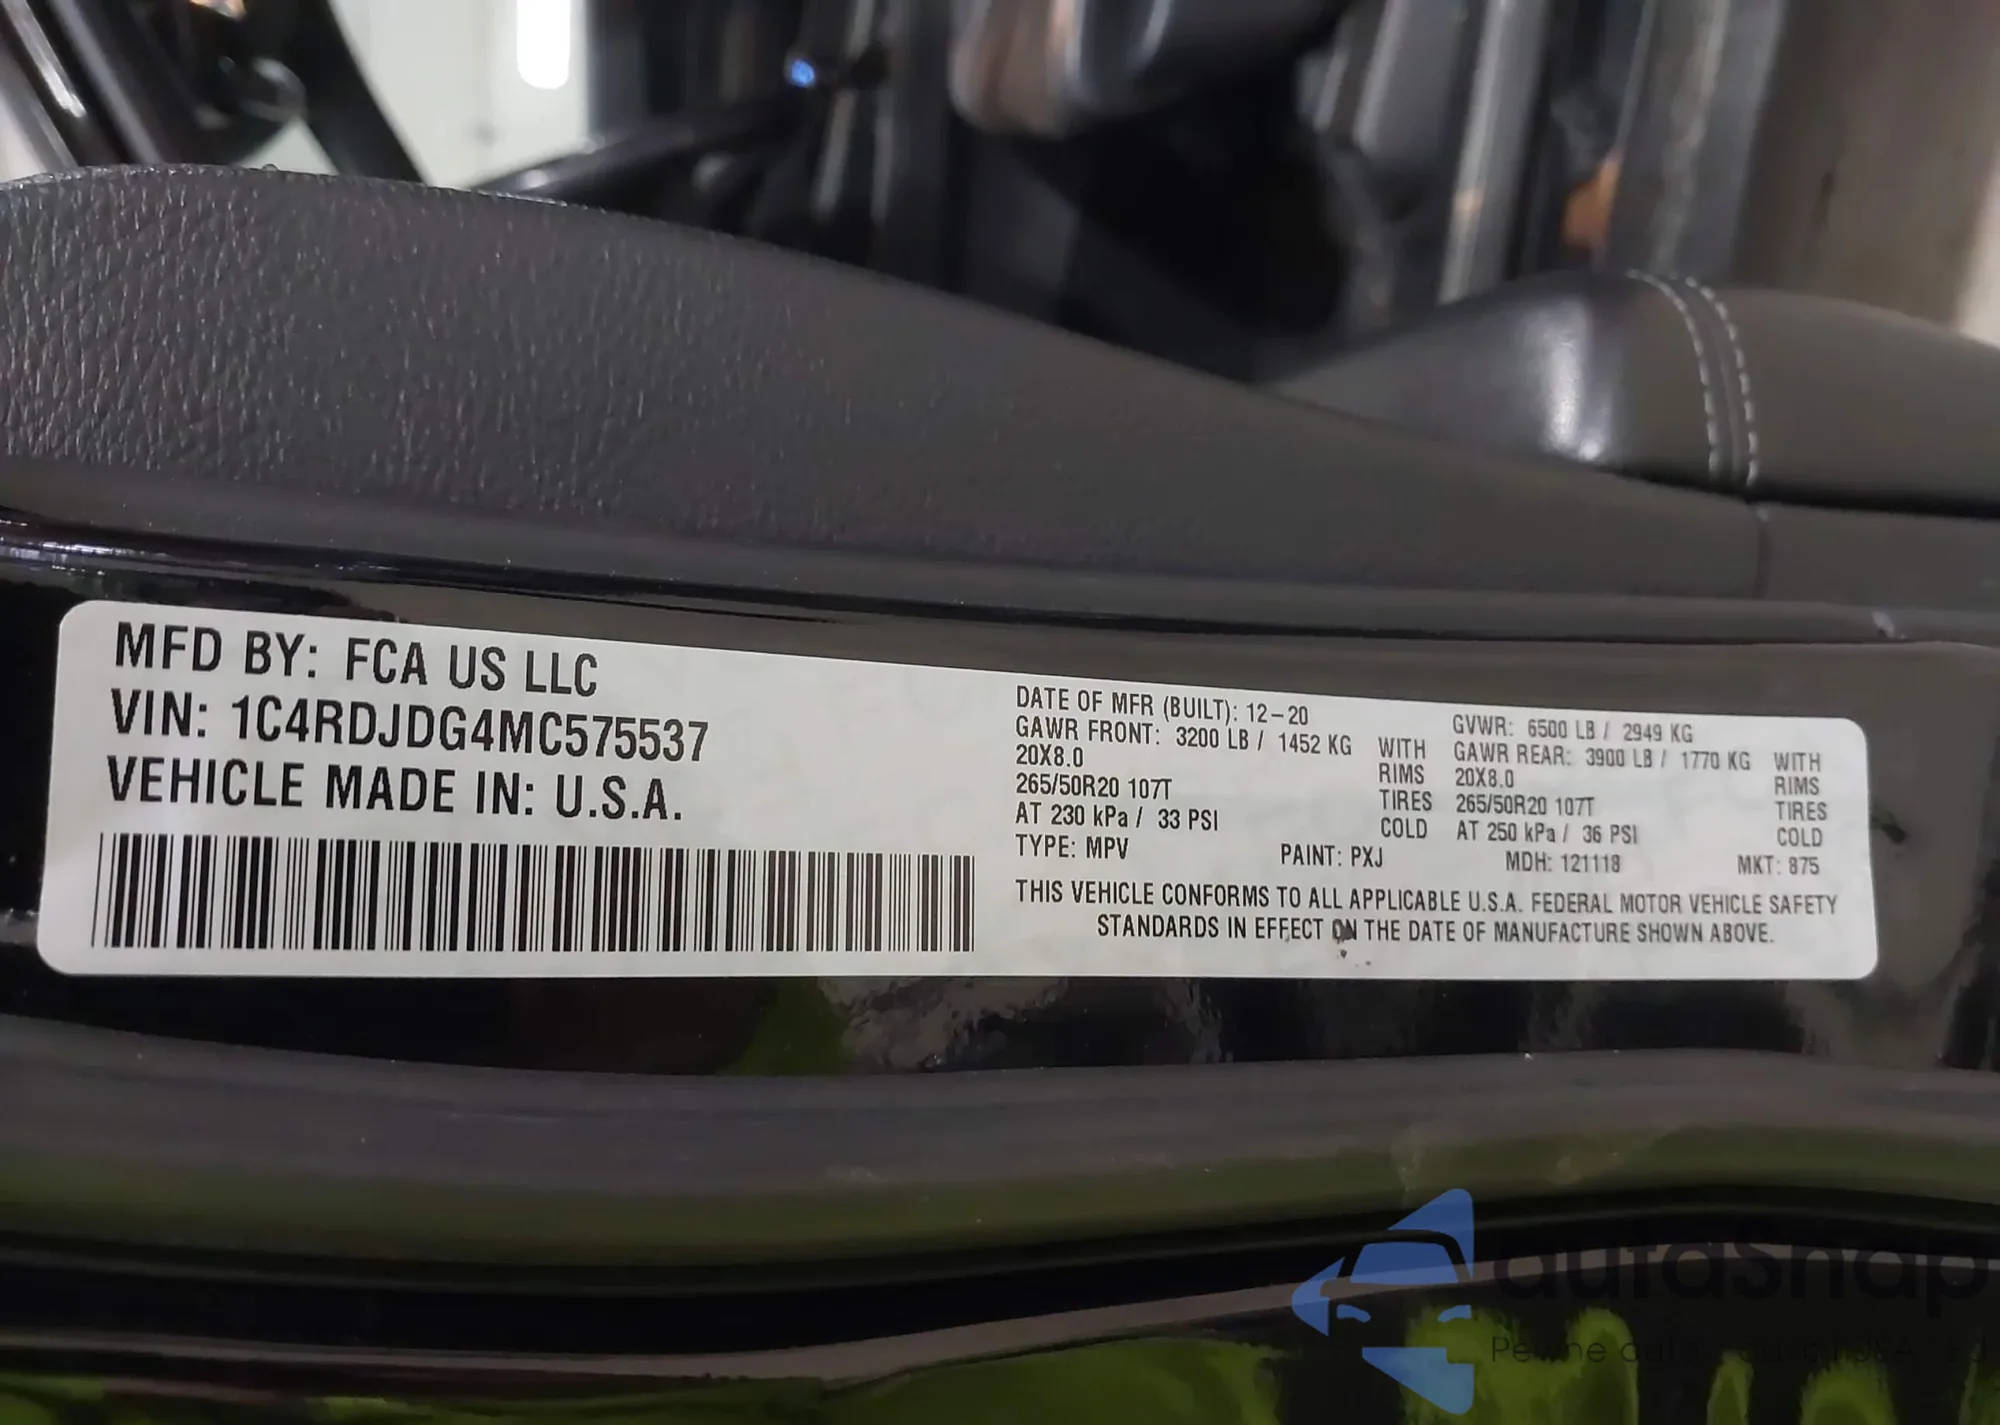 MFD BY: FCA US LLC
VIN: 1C4RDJDG4MC575537
VEHICLE MADE IN: U.S.A.
DATE OF MFR (BUILT): 12-20 GVWR: 6500 LB / 2949 KG
GAWR FRONT: 3200 LB / 1452 KG WITH GAWR REAR: 3900 LB / 1770 KG WITH
20X8.0 RIMS 20X8.0 RIMS
265/50R20 107T TIRES 265/50R20 107T TIRES
AT 230 kPa / 33 PSI COLD AT 250 kPa / 36 PSI COLD
TYPE: MPV PAINT: PXJ MDH: 121118 MKT: 875
THIS VEHICLE CONFORMS TO ALL APPLICABLE U.S.A. FEDERAL MOTOR VEHICLE SAFETY
STANDARDS IN EFFECT ON THE DATE OF MANUFACTURE SHOWN ABOVE.
autasnap